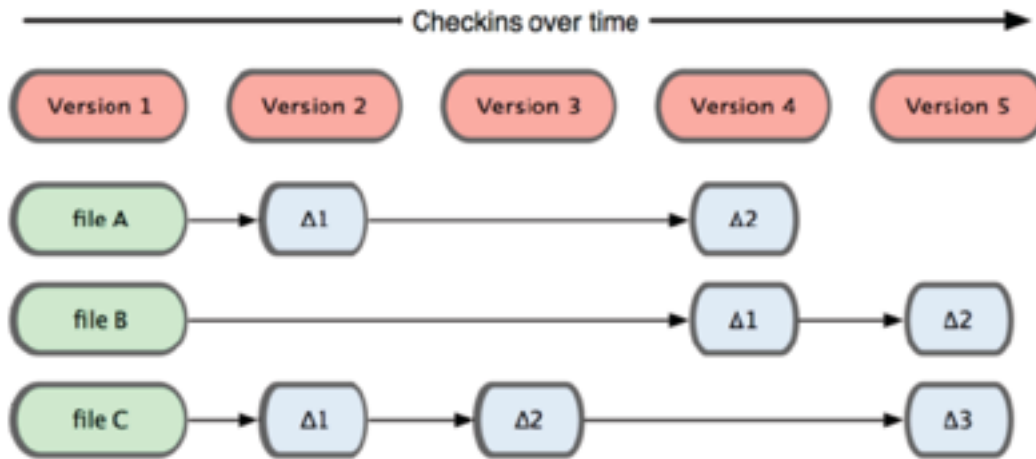 Checkins over time
Version 1 Version 2 Version 3 Version 4 Version 5
file A Δ1 Δ2
file B Δ1 Δ2
file C Δ1 Δ2 Δ3